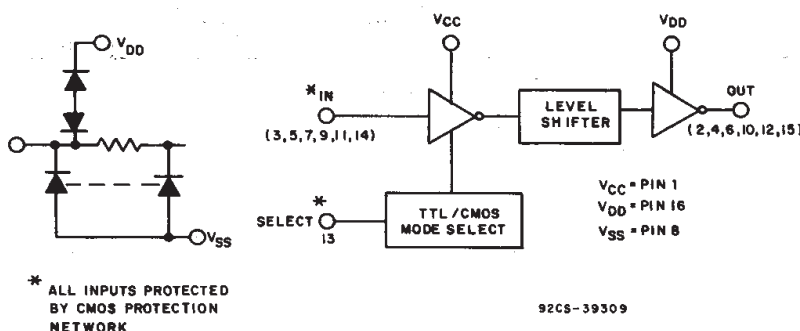 VDD
VSS
* ALL INPUTS PROTECTED
BY CMOS PROTECTION
NETWORK
VCC
VDD
*IN
(3,5,7,9,11,14)
LEVEL
SHIFTER
OUT
(2,4,6,10,12,15)
*
SELECT
13
TTL/CMOS
MODE SELECT
VCC = PIN 1
VDD = PIN 16
VSS = PIN 8
92CS-39309